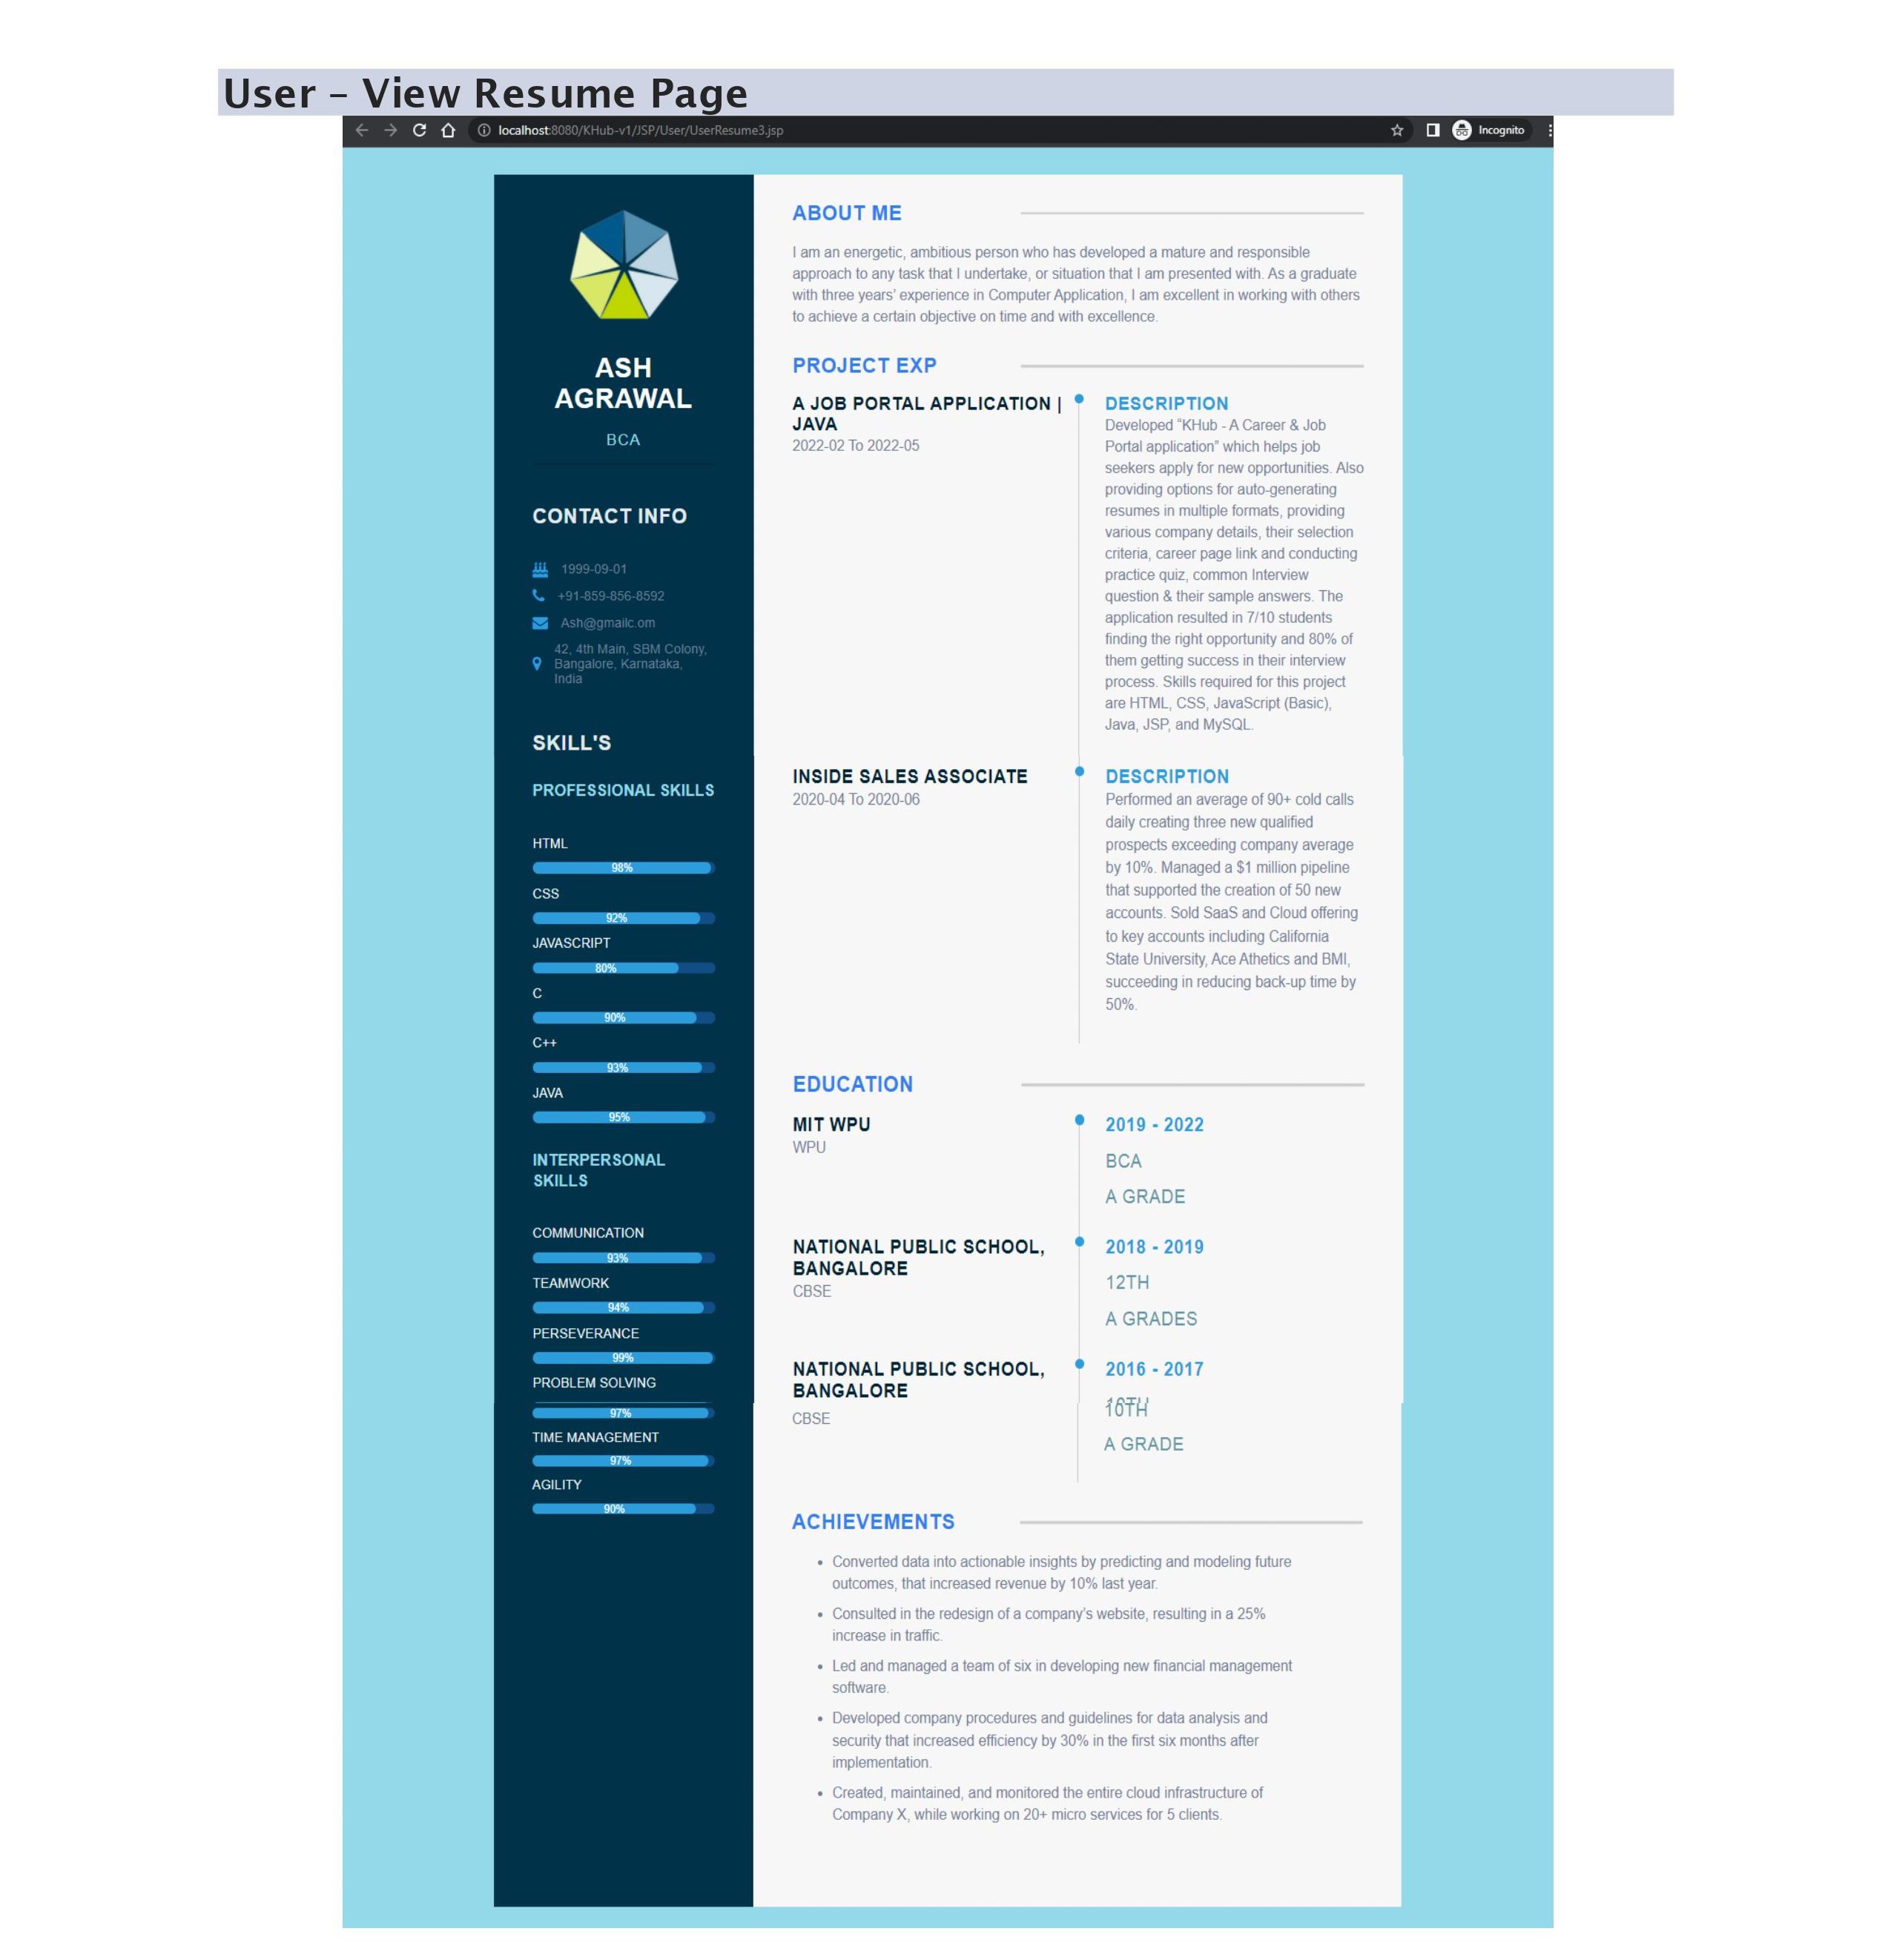 User – View Resume Page
localhost:8080/KHub-v1/JSP/User/UserResume3.jsp
Incognito
ASH
AGRAWAL
BCA
CONTACT INFO
1999-09-01
+91-859-856-8592
Ash@gmailc.om
42, 4th Main, SBM Colony,
Bangalore, Karnataka,
India
SKILL'S
PROFESSIONAL SKILLS
HTML
98%
CSS
92%
JAVASCRIPT
80%
C
90%
C++
93%
JAVA
95%
INTERPERSONAL
SKILLS
COMMUNICATION
93%
TEAMWORK
94%
PERSEVERANCE
99%
PROBLEM SOLVING
97%
TIME MANAGEMENT
97%
AGILITY
90%
ABOUT ME
I am an energetic, ambitious person who has developed a mature and responsible
approach to any task that I undertake, or situation that I am presented with. As a graduate
with three years' experience in Computer Application, I am excellent in working with others
to achieve a certain objective on time and with excellence.
PROJECT EXP
A JOB PORTAL APPLICATION |
JAVA
2022-02 To 2022-05
DESCRIPTION
Developed “KHub - A Career & Job
Portal application” which helps job
seekers apply for new opportunities. Also
providing options for auto-generating
resumes in multiple formats, providing
various company details, their selection
criteria, career page link and conducting
practice quiz, common Interview
question & their sample answers. The
application resulted in 7/10 students
finding the right opportunity and 80% of
them getting success in their interview
process. Skills required for this project
are HTML, CSS, JavaScript (Basic),
Java, JSP, and MySQL.
INSIDE SALES ASSOCIATE
2020-04 To 2020-06
DESCRIPTION
Performed an average of 90+ cold calls
daily creating three new qualified
prospects exceeding company average
by 10%. Managed a $1 million pipeline
that supported the creation of 50 new
accounts. Sold SaaS and Cloud offering
to key accounts including California
State University, Ace Athetics and BMI,
succeeding in reducing back-up time by
50%.
EDUCATION
MIT WPU
WPU
2019 - 2022
BCA
A GRADE
NATIONAL PUBLIC SCHOOL,
BANGALORE
CBSE
2018 - 2019
12TH
A GRADES
NATIONAL PUBLIC SCHOOL,
BANGALORE
CBSE
2016 - 2017
10TH
A GRADE
ACHIEVEMENTS
• Converted data into actionable insights by predicting and modeling future
outcomes, that increased revenue by 10% last year.
• Consulted in the redesign of a company's website, resulting in a 25%
increase in traffic.
• Led and managed a team of six in developing new financial management
software.
• Developed company procedures and guidelines for data analysis and
security that increased efficiency by 30% in the first six months after
implementation.
• Created, maintained, and monitored the entire cloud infrastructure of
Company X, while working on 20+ micro services for 5 clients.